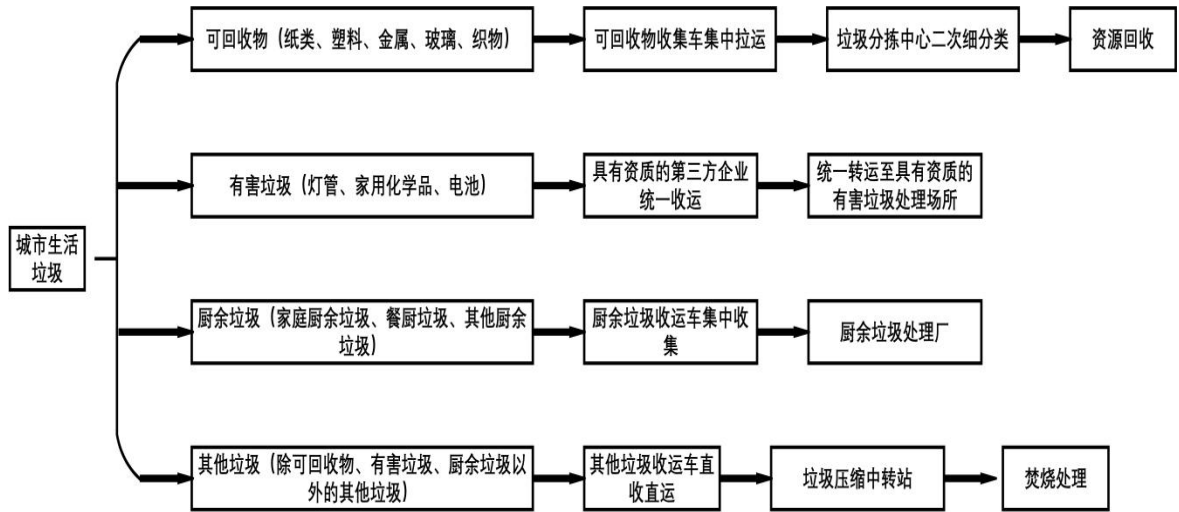 可回收物（纸类、塑料、金属、玻璃、织物）
可回收物收集车集中拉运
垃圾分拣中心二次细分类
资源回收
有害垃圾（灯管、家用化学品、电池）
具有资质的第三方企业
统一收运
统一转运至具有资质的
有害垃圾处理场所
城市生活
垃圾
厨余垃圾（家庭厨余垃圾、餐厨垃圾、其他厨余
垃圾）
厨余垃圾收运车集中收
集
厨余垃圾处理厂
其他垃圾（除可回收物、有害垃圾、厨余垃圾以
外的其他垃圾）
其他垃圾收运车直
收直运
垃圾压缩中转站
焚烧处理